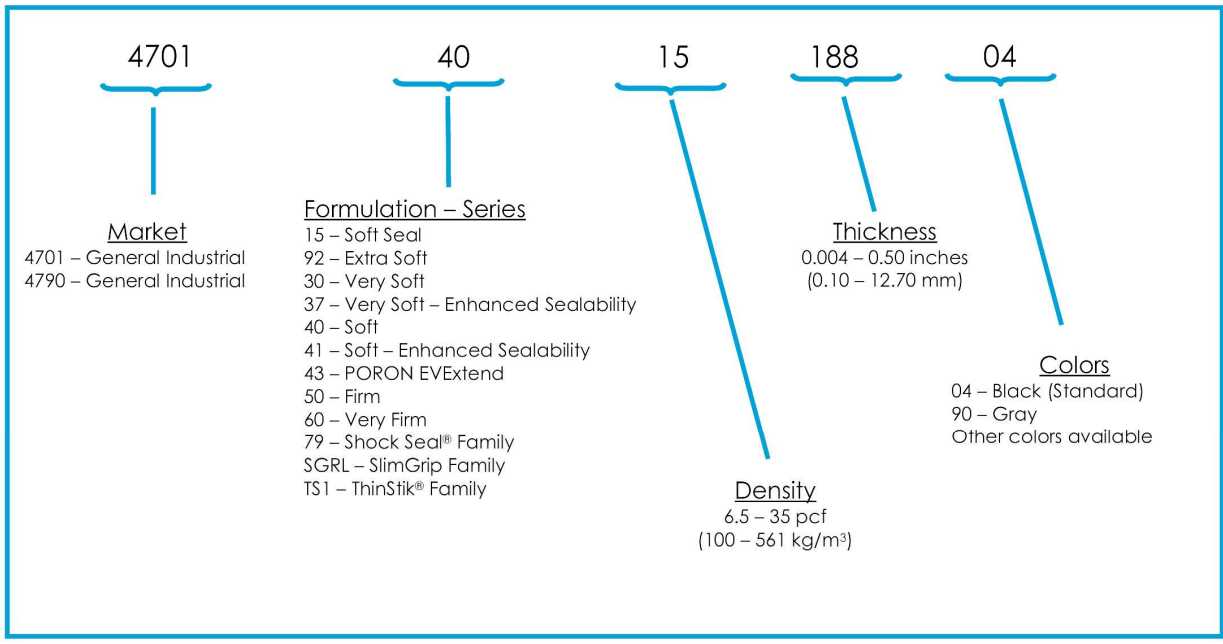 4701 40 15 188 04
Market
4701 – General Industrial
4790 – General Industrial
Formulation – Series
15 – Soft Seal
92 – Extra Soft
30 – Very Soft
37 – Very Soft – Enhanced Sealability
40 – Soft
41 – Soft – Enhanced Sealability
43 – PORON EVExtend
50 – Firm
60 – Very Firm
79 – Shock Seal® Family
SGRL – SlimGrip Family
TS1 – ThinStik® Family
Density
6.5 – 35 pcf
(100 – 561 kg/m³)
Thickness
0.004 – 0.50 inches
(0.10 – 12.70 mm)
Colors
04 – Black (Standard)
90 – Gray
Other colors available